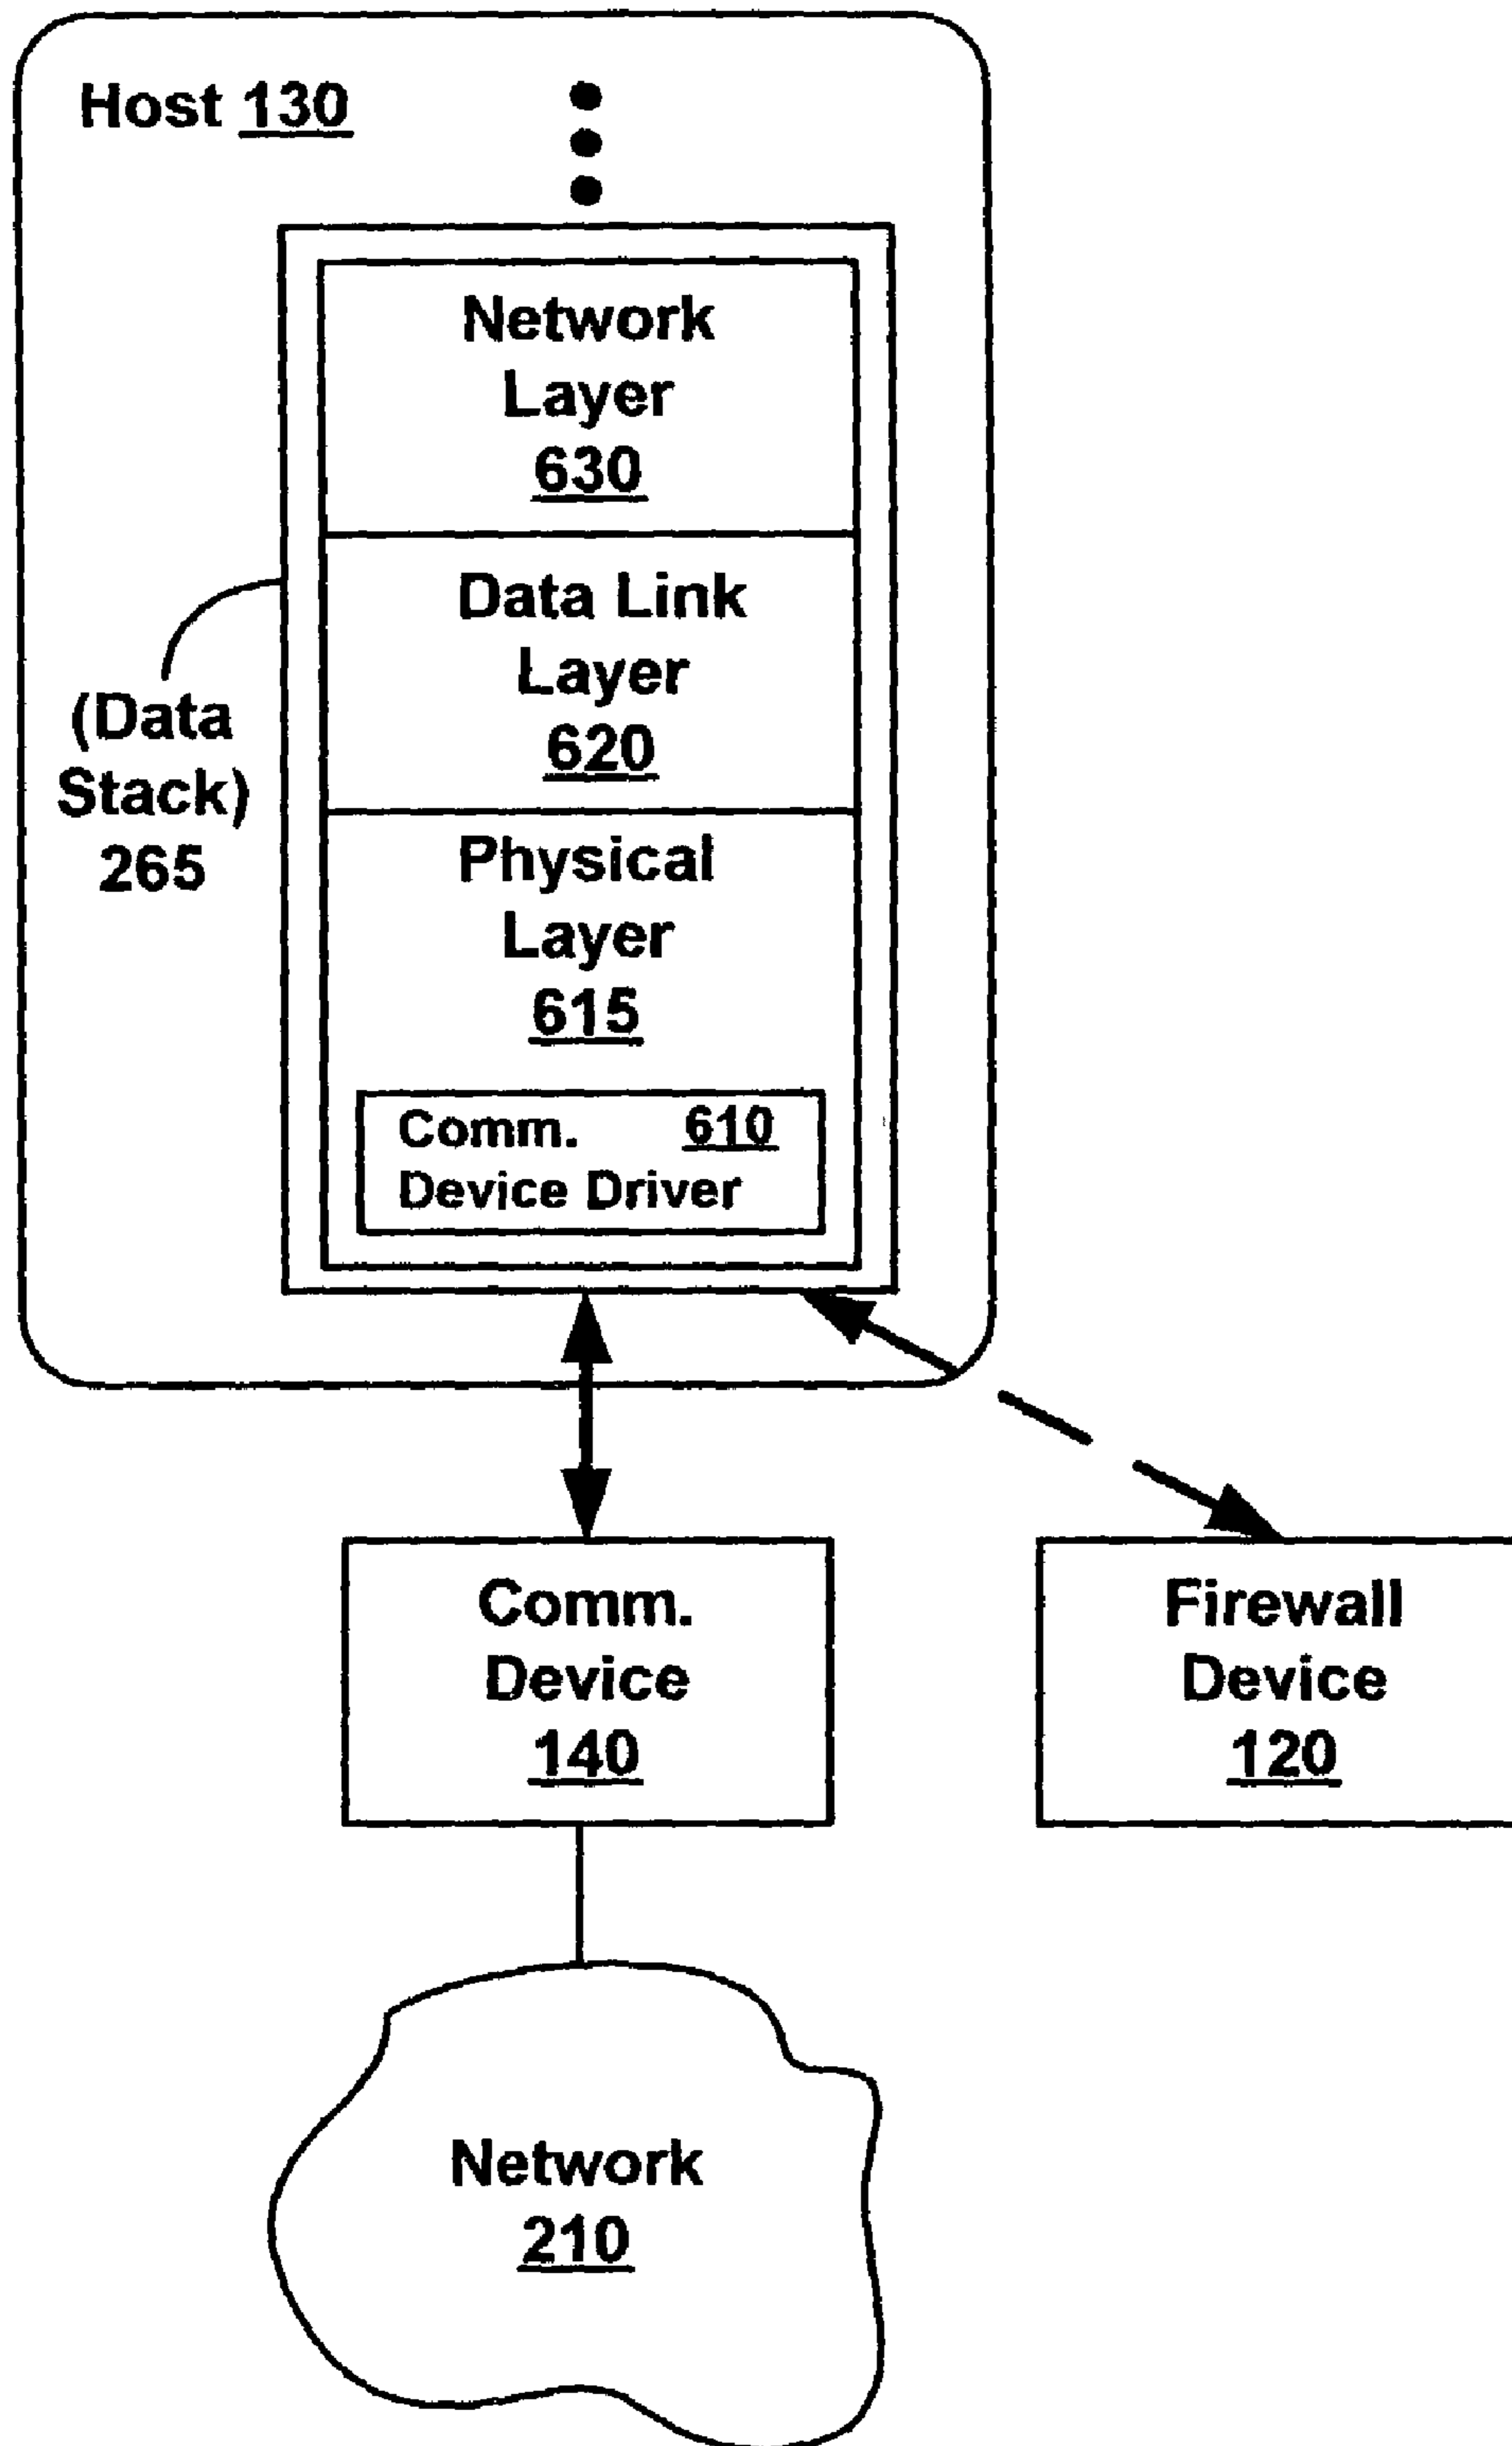 Host 130
Network
Layer
630
Data Link
Layer
620
(Data
Stack)
265
Physical
Layer
615
Comm. 610
Device Driver
Comm.
Device
140
Firewall
Device
120
Network
210